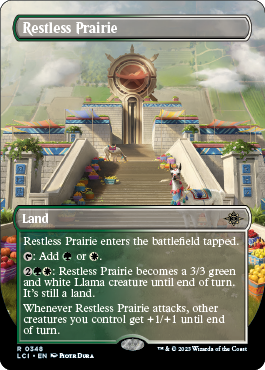 Restless Prairie
Land
Restless Prairie enters the battlefield tapped.
: Add or .
2: Restless Prairie becomes a 3/3 green
and white Llama creature until end of turn.
It's still a land.
Whenever Restless Prairie attacks, other
creatures you control get +1/+1 until end
of turn.
R 0348
LCI • EN Piotr Dura
™ & © 2023 Wizards of the Coast